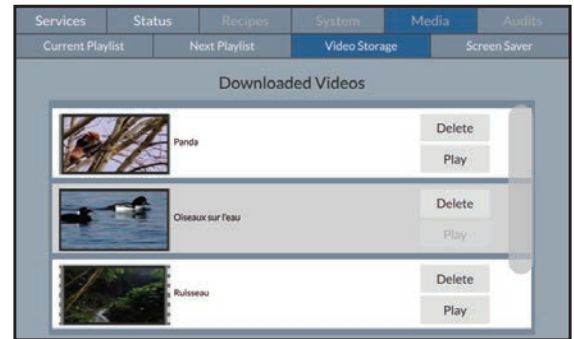 Services Status Recipes System Media Audits
Current Playlist Next Playlist Video Storage Screen Saver
Downloaded Videos
Panda
Delete
Play
Oiseaux sur l'eau
Delete
Play
Ruisseau
Delete
Play